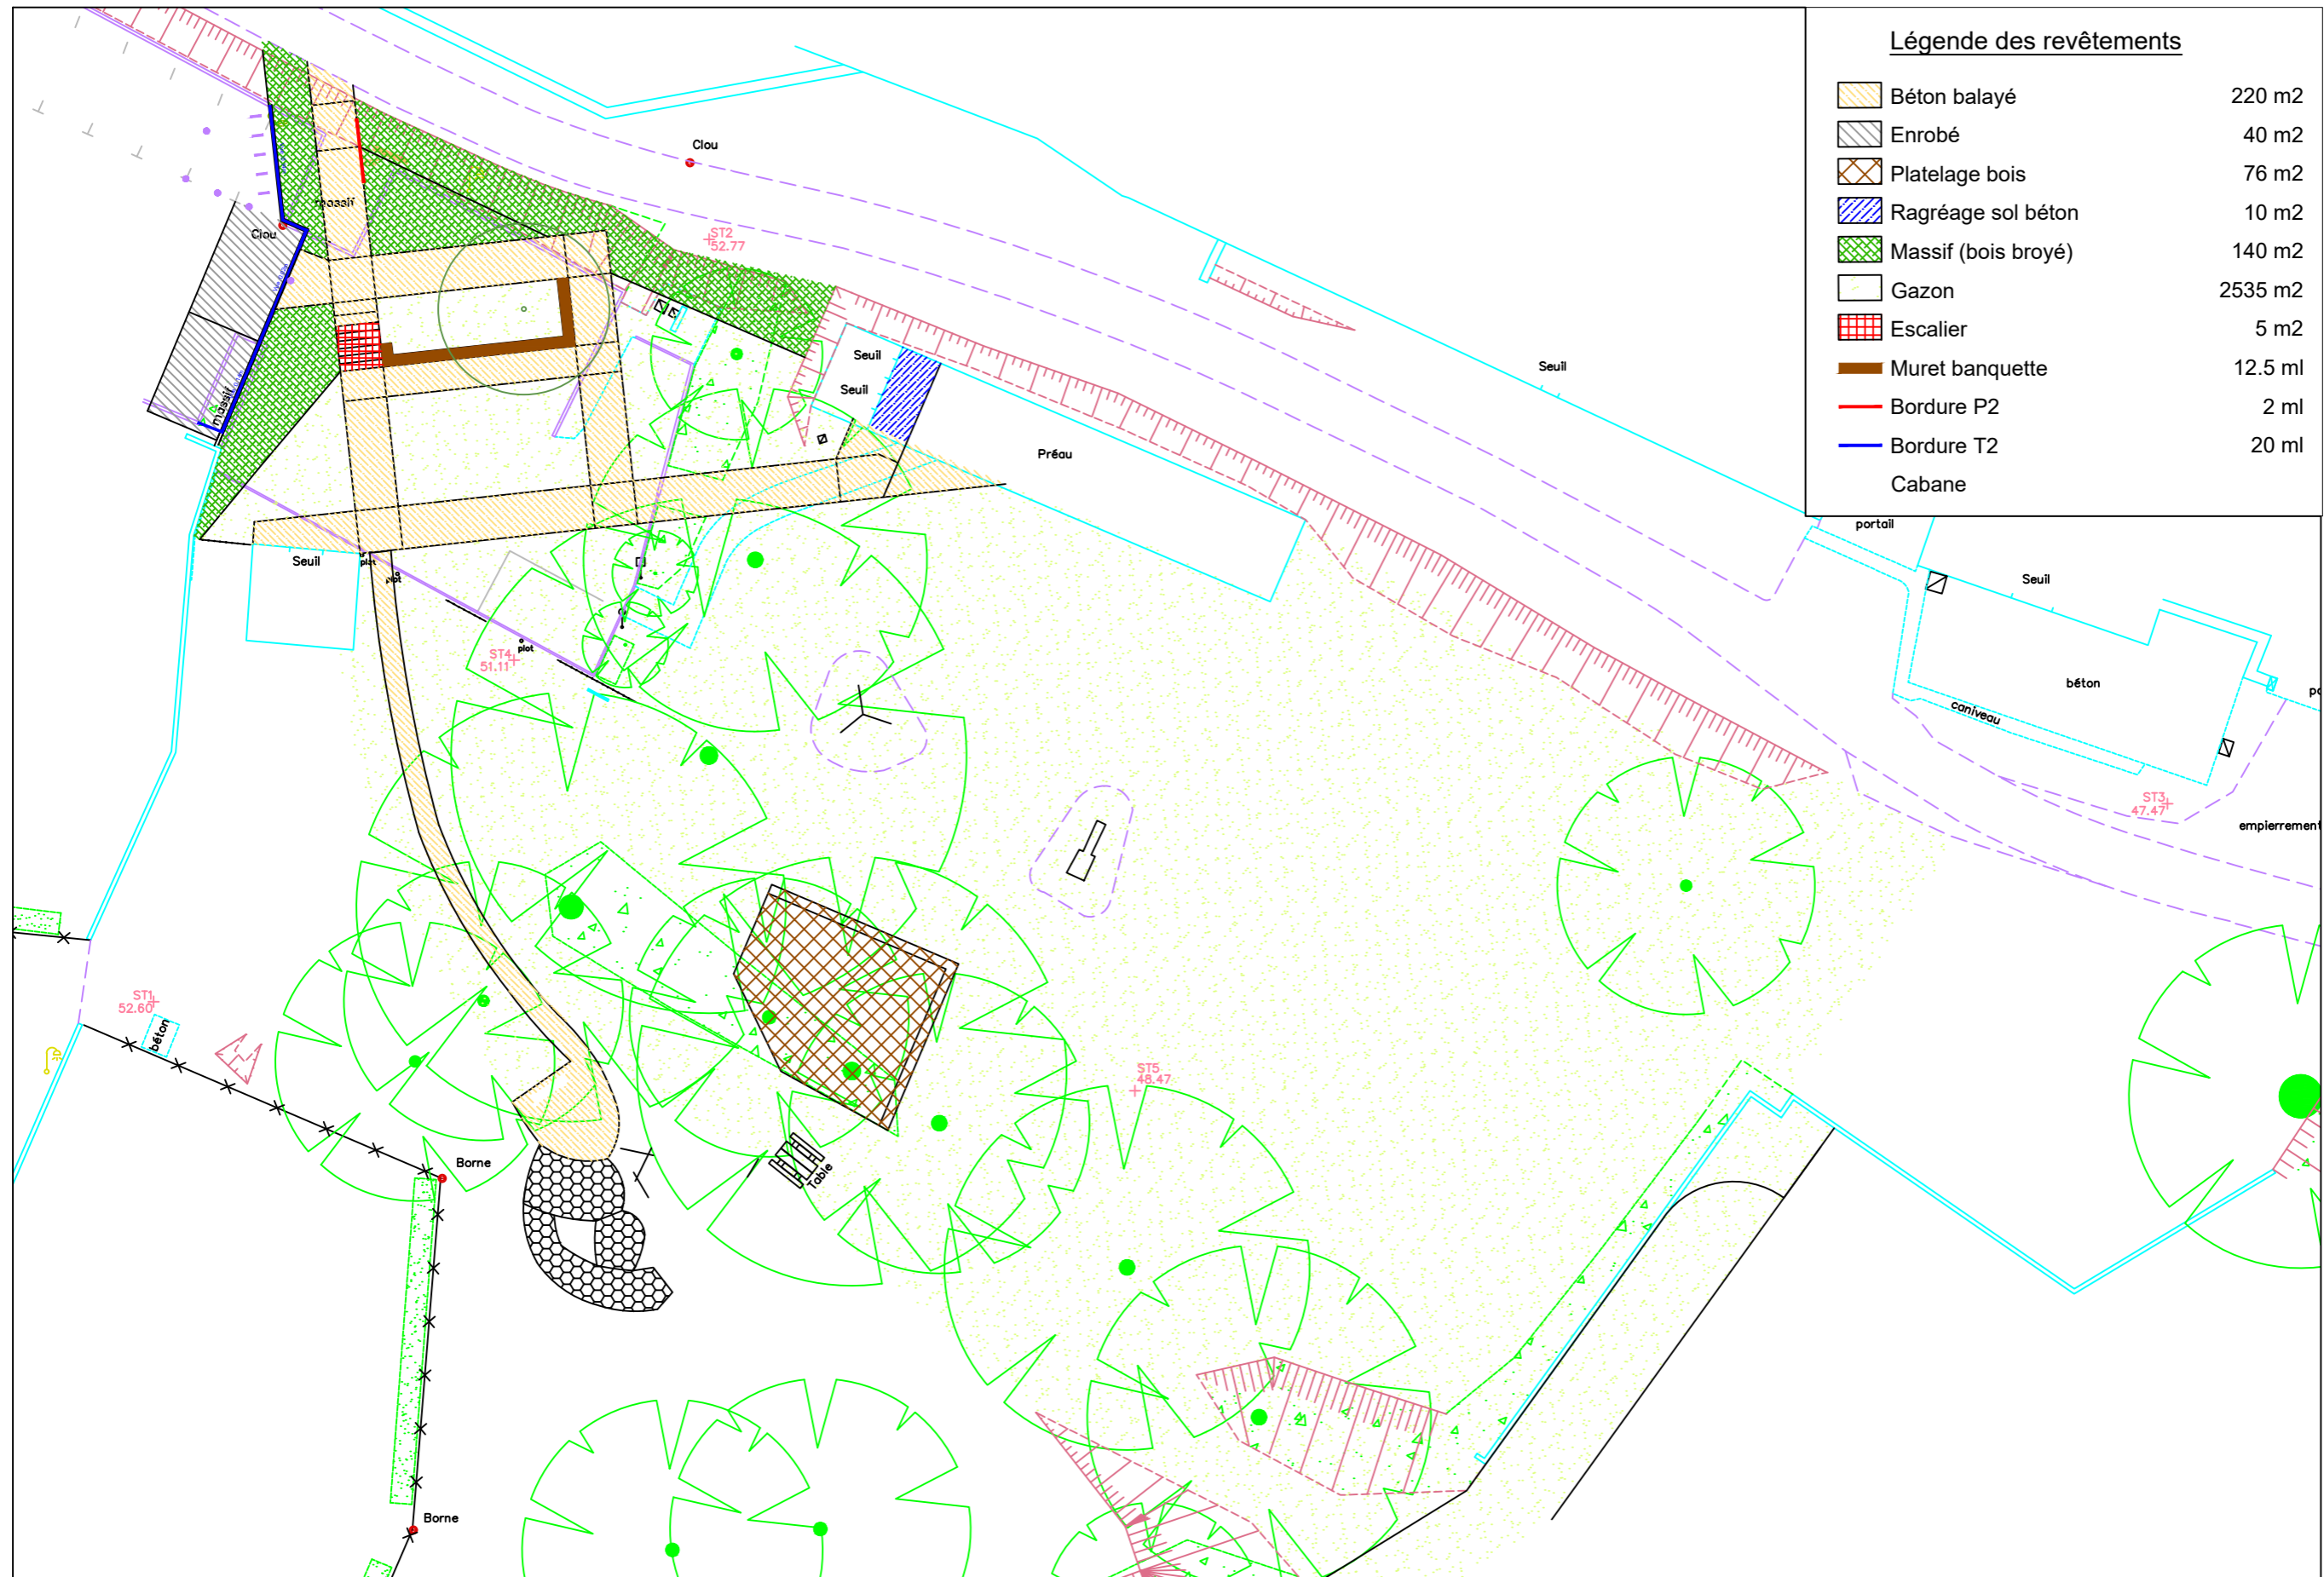 Légende des revêtements
Béton balayé 220 m2
Enrobé 40 m2
Platelage bois 76 m2
Ragréage sol béton 10 m2
Massif (bois broyé) 140 m2
Gazon 2535 m2
Escalier 5 m2
Muret banquette 12.5 ml
Bordure P2 2 ml
Bordure T2 20 ml
Cabane
Clou
massif
Clou
ST2
52.77
Seuil
Seuil
Seuil
massif
Préau
portail
Seuil
Seuil
plot
plot
plot
ST4
51.11
béton
caniveau
ST3
47.47
empierrement
ST1
52.60
béton
ST5
48.47
Borne
Table
Borne